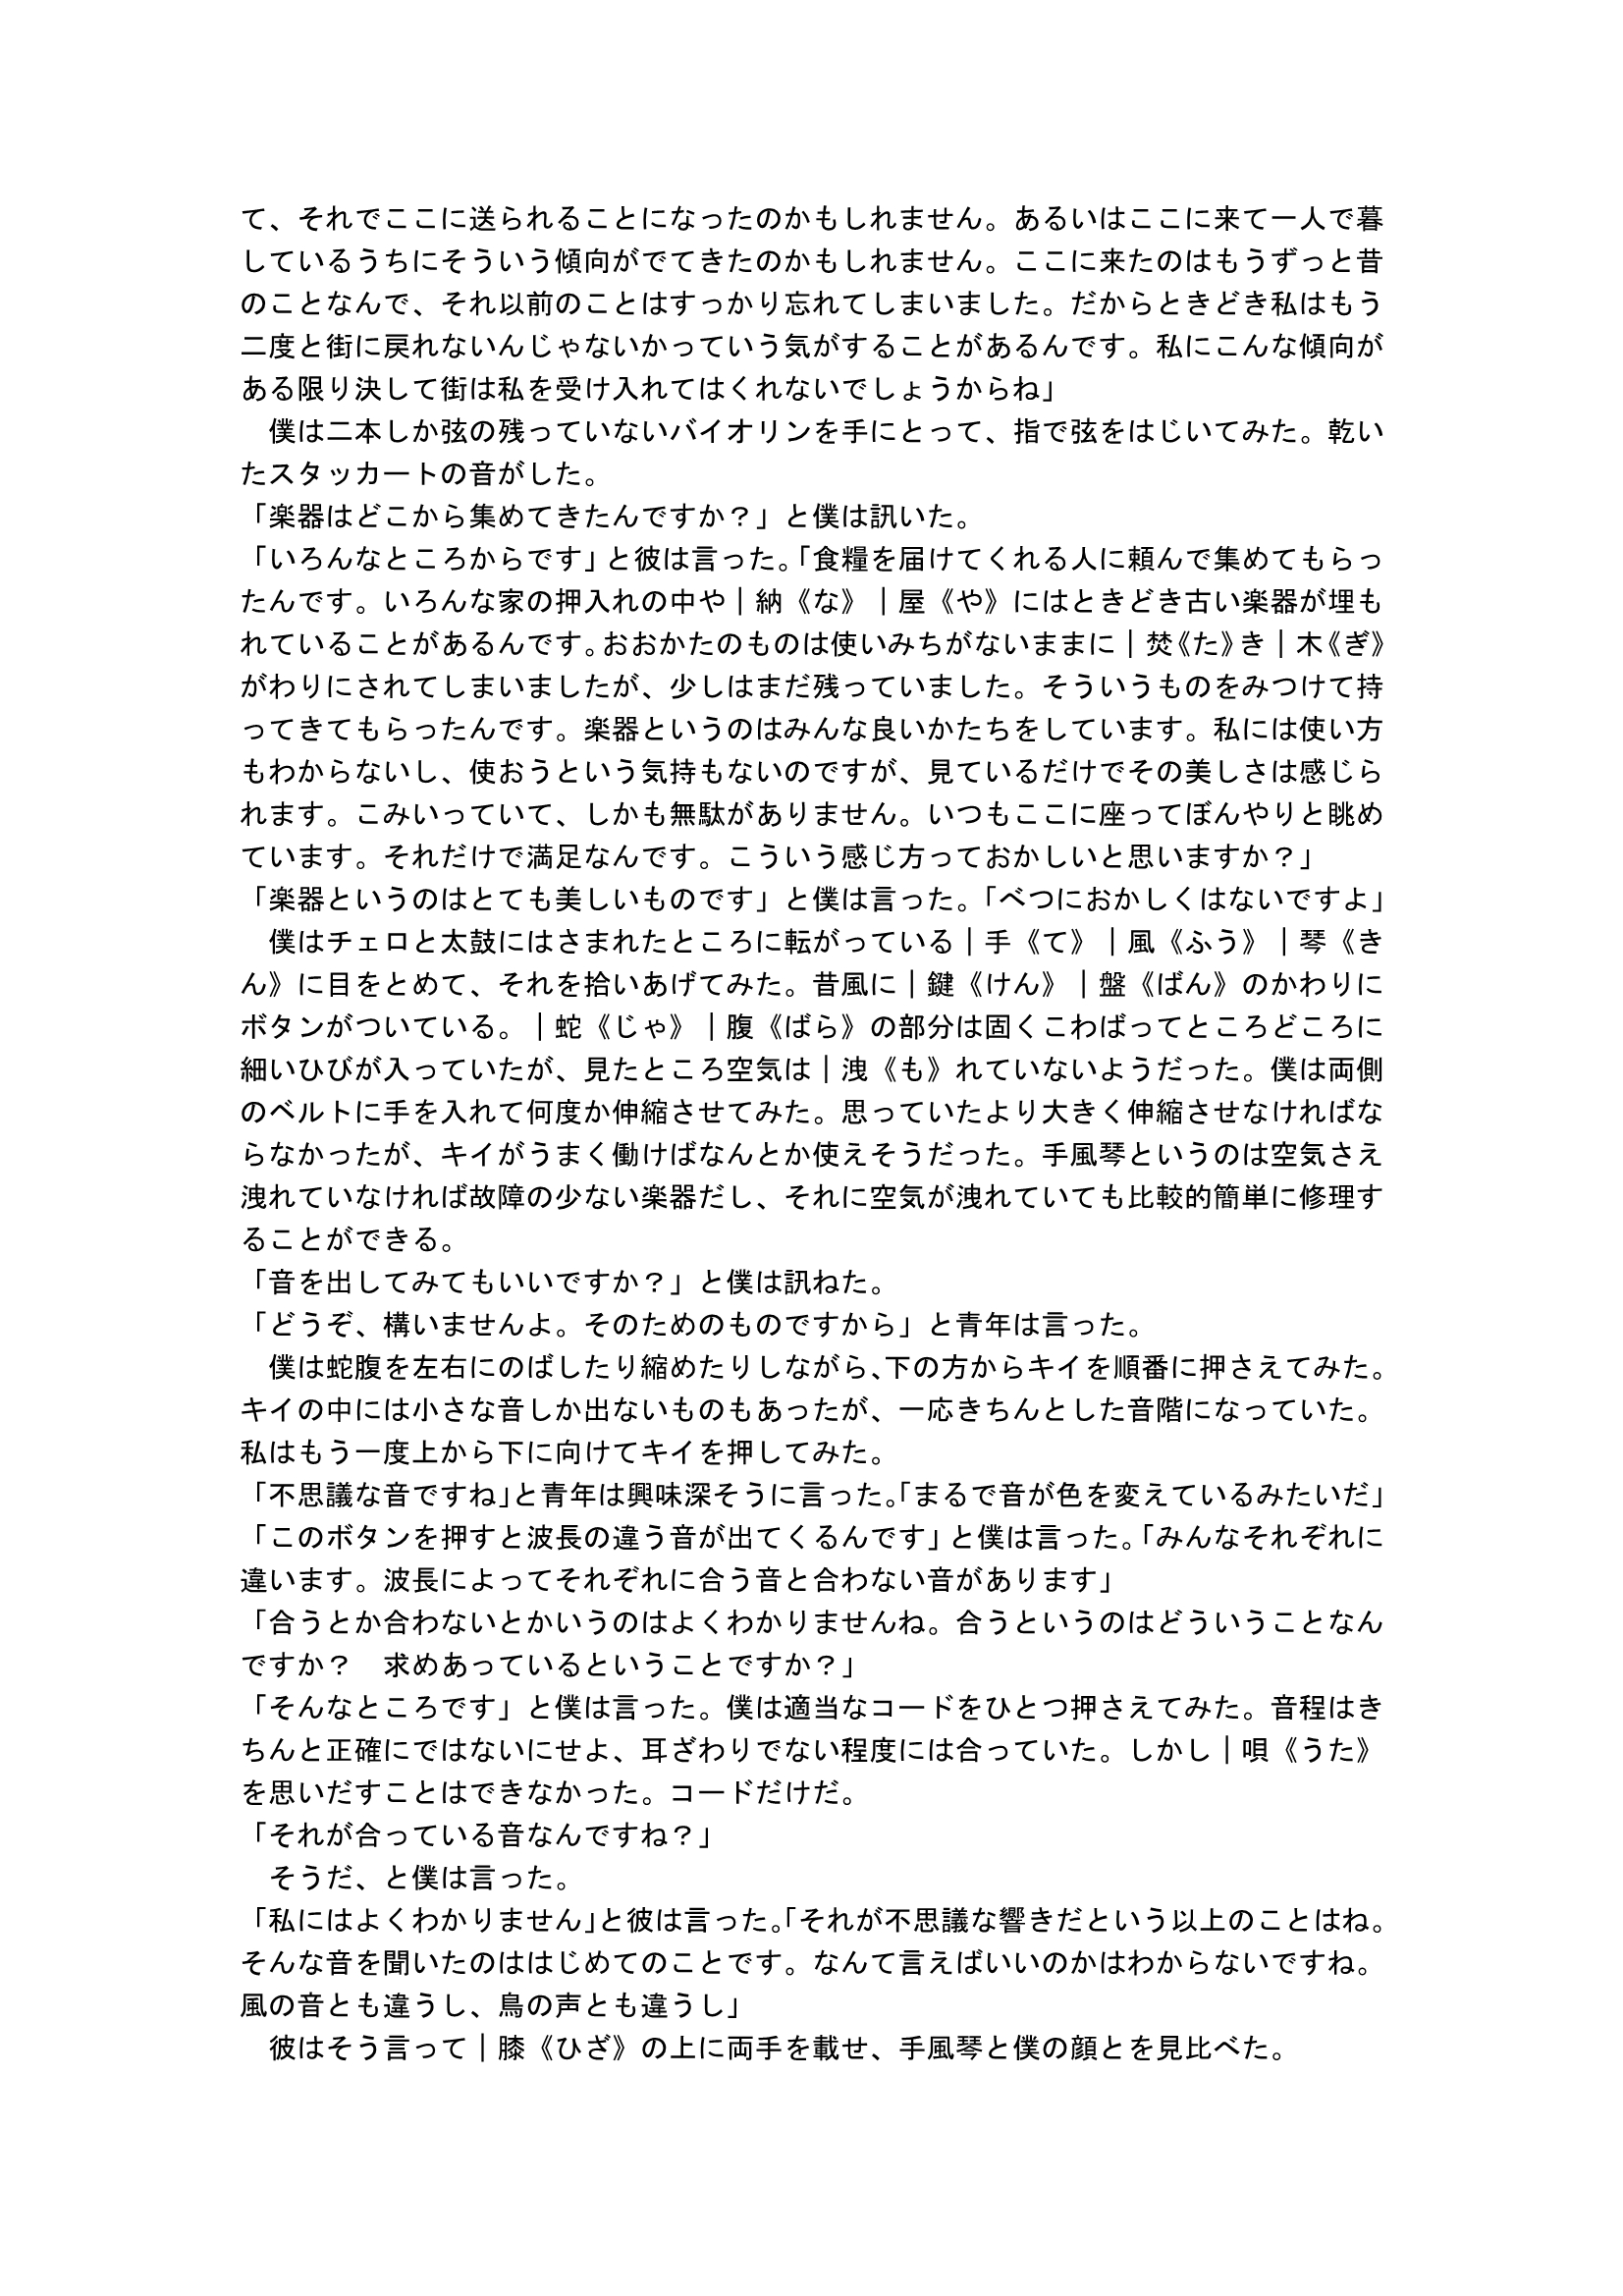 て、それでここに送られることになったのかもしれません。あるいはここに来て一人で暮
しているうちにそういう傾向がでてきたのかもしれません。ここに来たのはもうずっと昔
のことなんで、それ以前のことはすっかり忘れてしまいました。だからときどき私はもう
二度と街に戻れないんじゃないかっていう気がすることがあるんです。私にこんな傾向が
ある限り決して街は私を受け入れてはくれないでしょうからね」
　僕は二本しか弦の残っていないバイオリンを手にとって、指で弦をはじいてみた。乾い
たスタッカートの音がした。
「楽器はどこから集めてきたんですか？」と僕は訊いた。
「いろんなところからです」と彼は言った。「食糧を届けてくれる人に頼んで集めてもらっ
たんです。いろんな家の押入れの中や｜納《な》｜屋《や》にはときどき古い楽器が埋も
れていることがあるんです。おおかたのものは使いみちがないままに｜焚《た》き｜木《ぎ》
がわりにされてしまいましたが、少しはまだ残っていました。そういうものをみつけて持
ってきてもらったんです。楽器というのはみんな良いかたちをしています。私には使い方
もわからないし、使おうという気持もないのですが、見ているだけでその美しさは感じら
れます。こみいっていて、しかも無駄がありません。いつもここに座ってぼんやりと眺め
ています。それだけで満足なんです。こういう感じ方っておかしいと思いますか？」
「楽器というのはとても美しいものです」と僕は言った。「べつにおかしくはないですよ」
　僕はチェロと太鼓にはさまれたところに転がっている｜手《て》｜風《ふう》｜琴《き
ん》に目をとめて、それを拾いあげてみた。昔風に｜鍵《けん》｜盤《ばん》のかわりに
ボタンがついている。｜蛇《じゃ》｜腹《ばら》の部分は固くこわばってところどころに
細いひびが入っていたが、見たところ空気は｜洩《も》れていないようだった。僕は両側
のベルトに手を入れて何度か伸縮させてみた。思っていたより大きく伸縮させなければな
らなかったが、キイがうまく働けばなんとか使えそうだった。手風琴というのは空気さえ
洩れていなければ故障の少ない楽器だし、それに空気が洩れていても比較的簡単に修理す
ることができる。
「音を出してみてもいいですか？」と僕は訊ねた。
「どうぞ、構いませんよ。そのためのものですから」と青年は言った。
　僕は蛇腹を左右にのばしたり縮めたりしながら、下の方からキイを順番に押さえてみた。
キイの中には小さな音しか出ないものもあったが、一応きちんとした音階になっていた。
私はもう一度上から下に向けてキイを押してみた。
「不思議な音ですね」と青年は興味深そうに言った。「まるで音が色を変えているみたいだ」
「このボタンを押すと波長の違う音が出てくるんです」と僕は言った。「みんなそれぞれに
違います。波長によってそれぞれに合う音と合わない音があります」
「合うとか合わないとかいうのはよくわかりませんね。合うというのはどういうことなん
ですか？　求めあっているということですか？」
「そんなところです」と僕は言った。僕は適当なコードをひとつ押さえてみた。音程はき
ちんと正確にではないにせよ、耳ざわりでない程度には合っていた。しかし｜唄《うた》
を思いだすことはできなかった。コードだけだ。
「それが合っている音なんですね？」
　そうだ、と僕は言った。
「私にはよくわかりません」と彼は言った。「それが不思議な響きだという以上のことはね。
そんな音を聞いたのははじめてのことです。なんて言えばいいのかはわからないですね。
風の音とも違うし、鳥の声とも違うし」
　彼はそう言って｜膝《ひざ》の上に両手を載せ、手風琴と僕の顔とを見比べた。